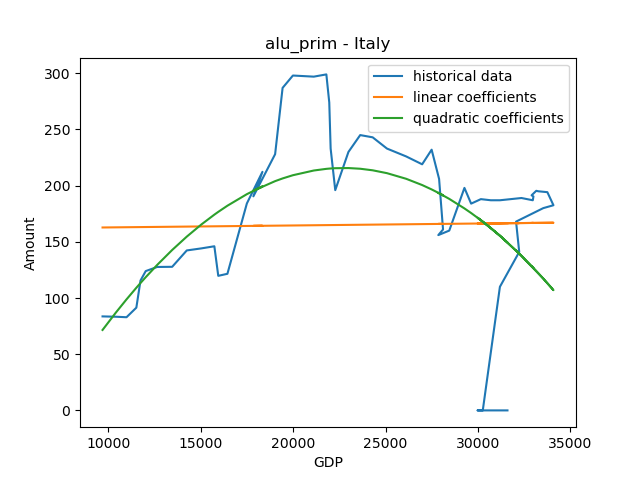 alu_prim - Italy
historical data
linear coefficients
quadratic coefficients
Amount
300
250
200
150
100
50
0
10000 15000 20000 25000 30000 35000
GDP